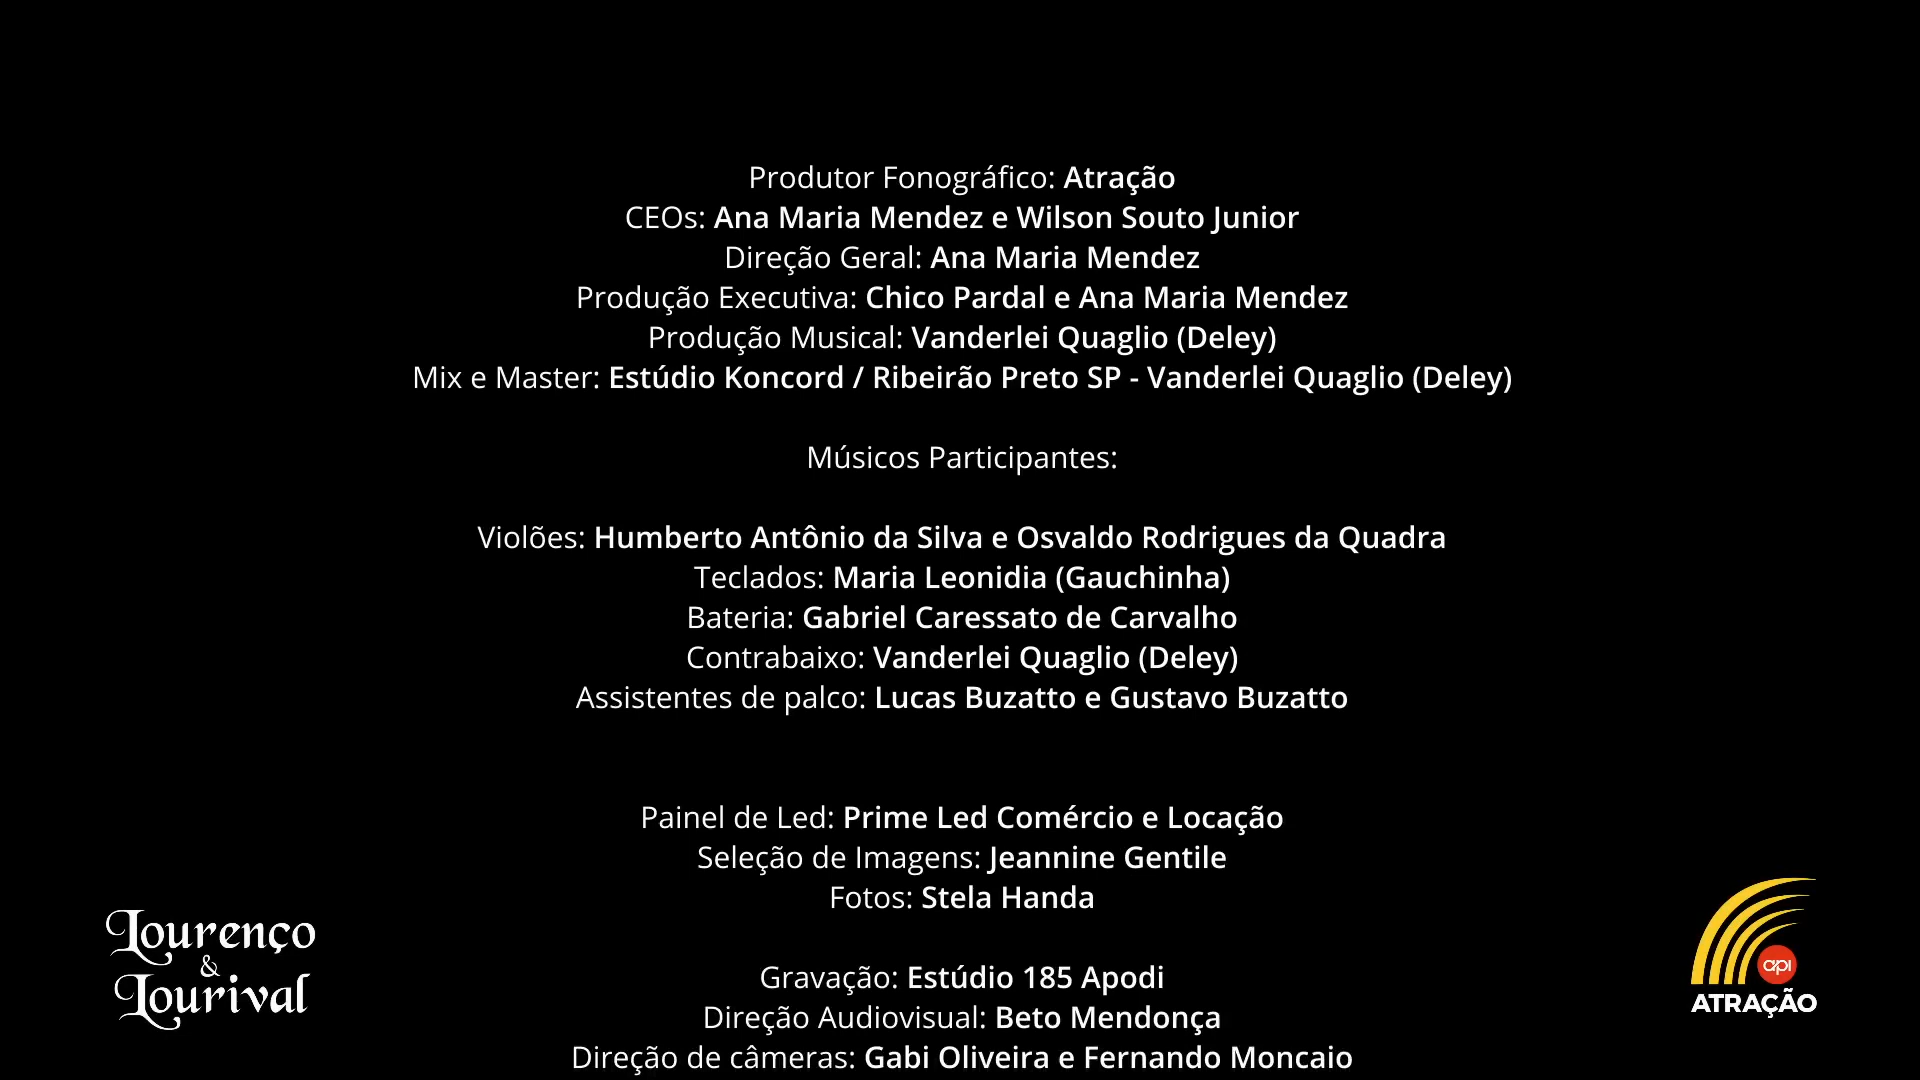 Produtor Fonográfico: Atração
CEOs: Ana Maria Mendez e Wilson Souto Junior
Direção Geral: Ana Maria Mendez
Produção Executiva: Chico Pardal e Ana Maria Mendez
Produção Musical: Vanderlei Quaglio (Deley)
Mix e Master: Estúdio Koncord / Ribeirão Preto SP - Vanderlei Quaglio (Deley)
Músicos Participantes:
Violões: Humberto Antônio da Silva e Osvaldo Rodrigues da Quadra
Teclados: Maria Leonidia (Gauchinha)
Bateria: Gabriel Caressato de Carvalho
Contrabaixo: Vanderlei Quaglio (Deley)
Assistentes de palco: Lucas Buzatto e Gustavo Buzatto
Painel de Led: Prime Led Comércio e Locação
Seleção de Imagens: Jeannine Gentile
Fotos: Stela Handa
Gravação: Estúdio 185 Apodi
Direção Audiovisual: Beto Mendonça
Direção de câmeras: Gabi Oliveira e Fernando Moncaio
Lourenço
&
Lourival
api
ATRAÇÃO